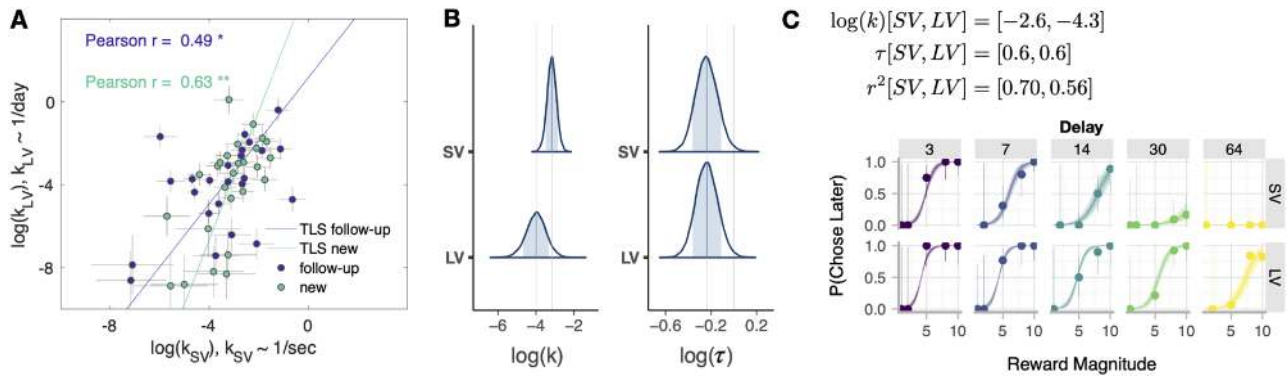 A
Pearson r = 0.49 *
Pearson r = 0.63 **
0
-4
-8
log(k_LV), k_LV ~ 1/day
TLS follow-up
TLS new
follow-up
new
-8 -4 0
log(k_SV), k_SV ~ 1/sec
B
SV
LV
-6 -4 -2
log(k)
SV
LV
-0.6 -0.2 0.2
log(τ)
C
log(k)[SV, LV] = [−2.6, −4.3]
τ[SV, LV] = [0.6, 0.6]
r²[SV, LV] = [0.70, 0.56]
Delay
3 7 14 30 64
P(Chose Later)
1.0
0.5
0.0
SV
1.0
0.5
0.0
LV
5 10 5 10 5 10 5 10 5 10
Reward Magnitude